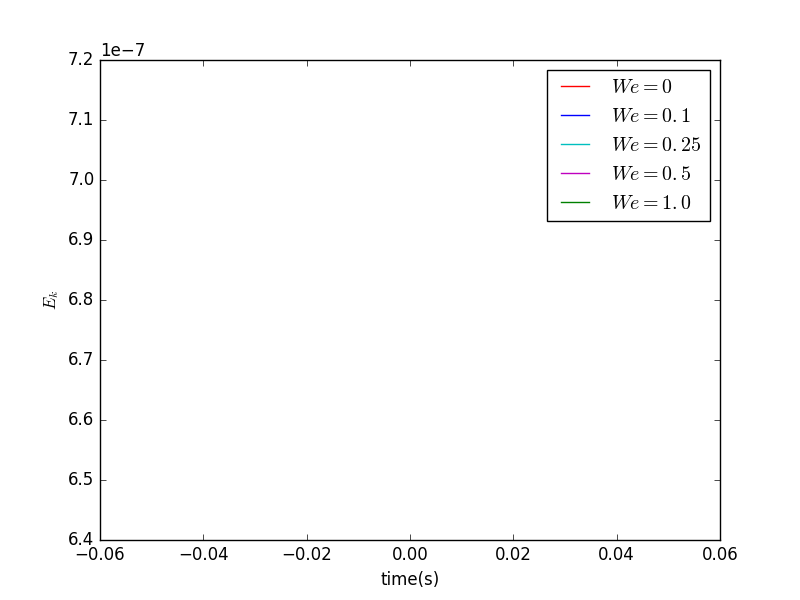 1e−7
7.2
7.1
7.0
6.9
6.8
6.7
6.6
6.5
6.4
E_k
We = 0
We = 0.1
We = 0.25
We = 0.5
We = 1.0
−0.06 −0.04 −0.02 0.00 0.02 0.04 0.06
time(s)